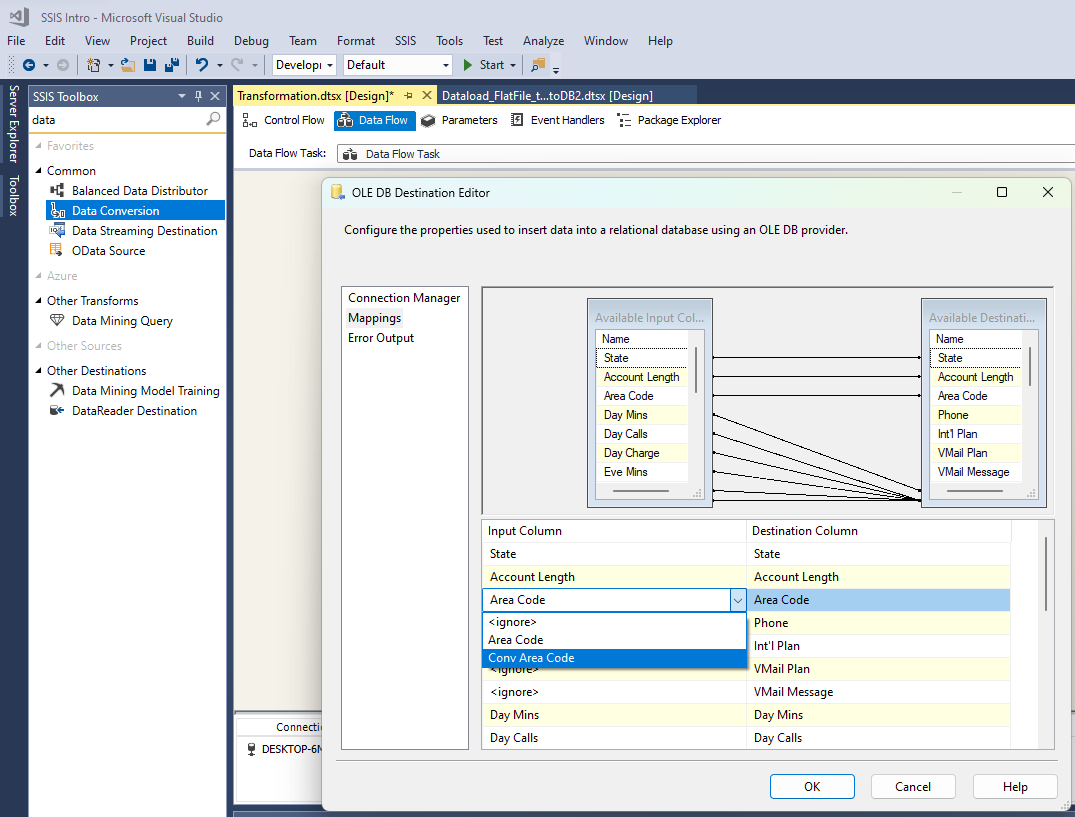 SSIS Intro - Microsoft Visual Studio
File Edit View Project Build Debug Team Format SSIS Tools Test Analyze Window Help
Developi Default Start
Server Explorer
Toolbox
SSIS Toolbox
data
Favorites
Common
Balanced Data Distributor
Data Conversion
Data Streaming Destination
OData Source
Azure
Other Transforms
Data Mining Query
Other Sources
Other Destinations
Data Mining Model Training
DataReader Destination
Transformation.dtsx [Design]* Dataload_FlatFile_t...toDB2.dtsx [Design]
Control Flow Data Flow Parameters Event Handlers Package Explorer
Data Flow Task: Data Flow Task
Connecti
DESKTOP-6
OLE DB Destination Editor
Configure the properties used to insert data into a relational database using an OLE DB provider.
Connection Manager
Mappings
Error Output
Available Input Col...
Name
State
Account Length
Area Code
Day Mins
Day Calls
Day Charge
Eve Mins
Available Destinati...
Name
State
Account Length
Area Code
Phone
Int'l Plan
VMail Plan
VMail Message
Input Column Destination Column
State State
Account Length Account Length
Area Code Area Code
<ignore> Phone
Area Code Int'l Plan
Conv Area Code
<ignore> VMail Plan
<ignore> VMail Message
Day Mins Day Mins
Day Calls Day Calls
OK Cancel Help